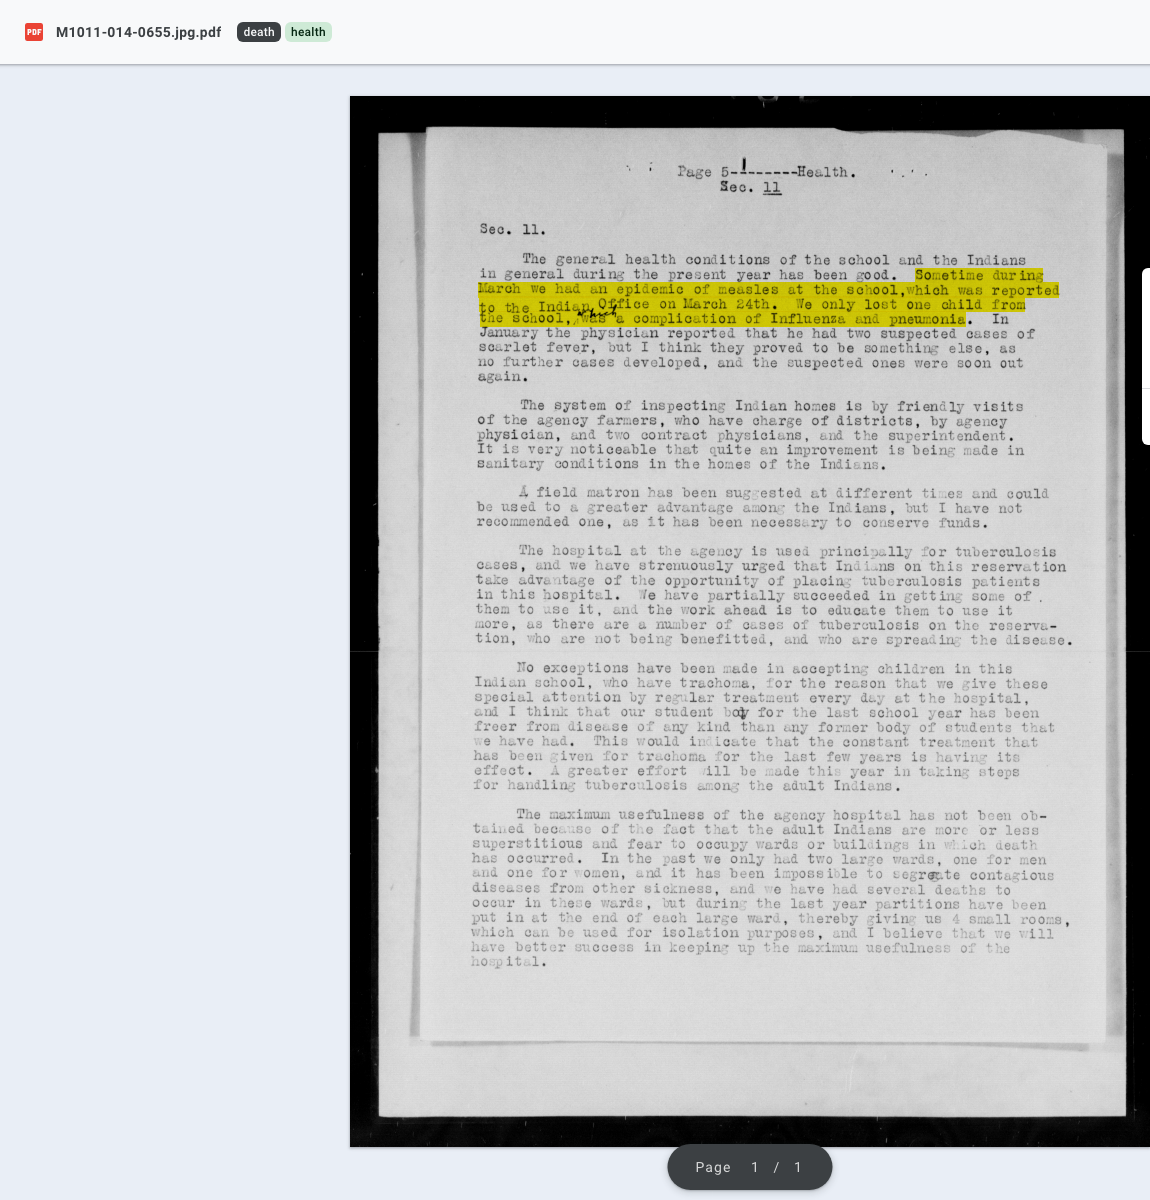 PDF M1011-014-0655.jpg.pdf death health
Page 5--------Health.
Sec. 11
Sec. 11.
The general health conditions of the school and the Indians
in general during the present year has been good. Sometime during
March we had an epidemic of measles at the school,which was reported
to the Indian Office on March 24th. We only lost one child from
the school, which was a complication of Influenza and pneumonia. In
January the physician reported that he had two suspected cases of
scarlet fever, but I think they proved to be something else, as
no further cases developed, and the suspected ones were soon out
again.
The system of inspecting Indian homes is by friendly visits
of the agency farmers, who have charge of districts, by agency
physician, and two contract physicians, and the superintendent.
It is very noticeable that quite an improvement is being made in
sanitary conditions in the homes of the Indians.
A field matron has been suggested at different times and could
be used to a greater advantage among the Indians, but I have not
recommended one, as it has been necessary to conserve funds.
The hospital at the agency is used principally for tuberculosis
cases, and we have strenuously urged that Indians on this reservation
take advantage of the opportunity of placing tuberculosis patients
in this hospital. We have partially succeeded in getting some of
them to use it, and the work ahead is to educate them to use it
more, as there are a number of cases of tuberculosis on the reserva-
tion, who are not being benefitted, and who are spreading the disease.
No exceptions have been made in accepting children in this
Indian school, who have trachoma, for the reason that we give these
special attention by regular treatment every day at the hospital,
and I think that our student body for the last school year has been
freer from disease of any kind than any former body of students that
we have had. This would indicate that the constant treatment that
has been given for trachoma for the last few years is having its
effect. A greater effort will be made this year in taking steps
for handling tuberculosis among the adult Indians.
The maximum usefulness of the agency hospital has not been ob-
tained because of the fact that the adult Indians are more or less
superstitious and fear to occupy wards or buildings in which death
has occurred. In the past we only had two large wards, one for men
and one for women, and it has been impossible to segregate contagious
diseases from other sickness, and we have had several deaths to
occur in these wards, but during the last year partitions have been
put in at the end of each large ward, thereby giving us 4 small rooms,
which can be used for isolation purposes, and I believe that we will
have better success in keeping up the maximum usefulness of the
hospital.
Page 1 / 1